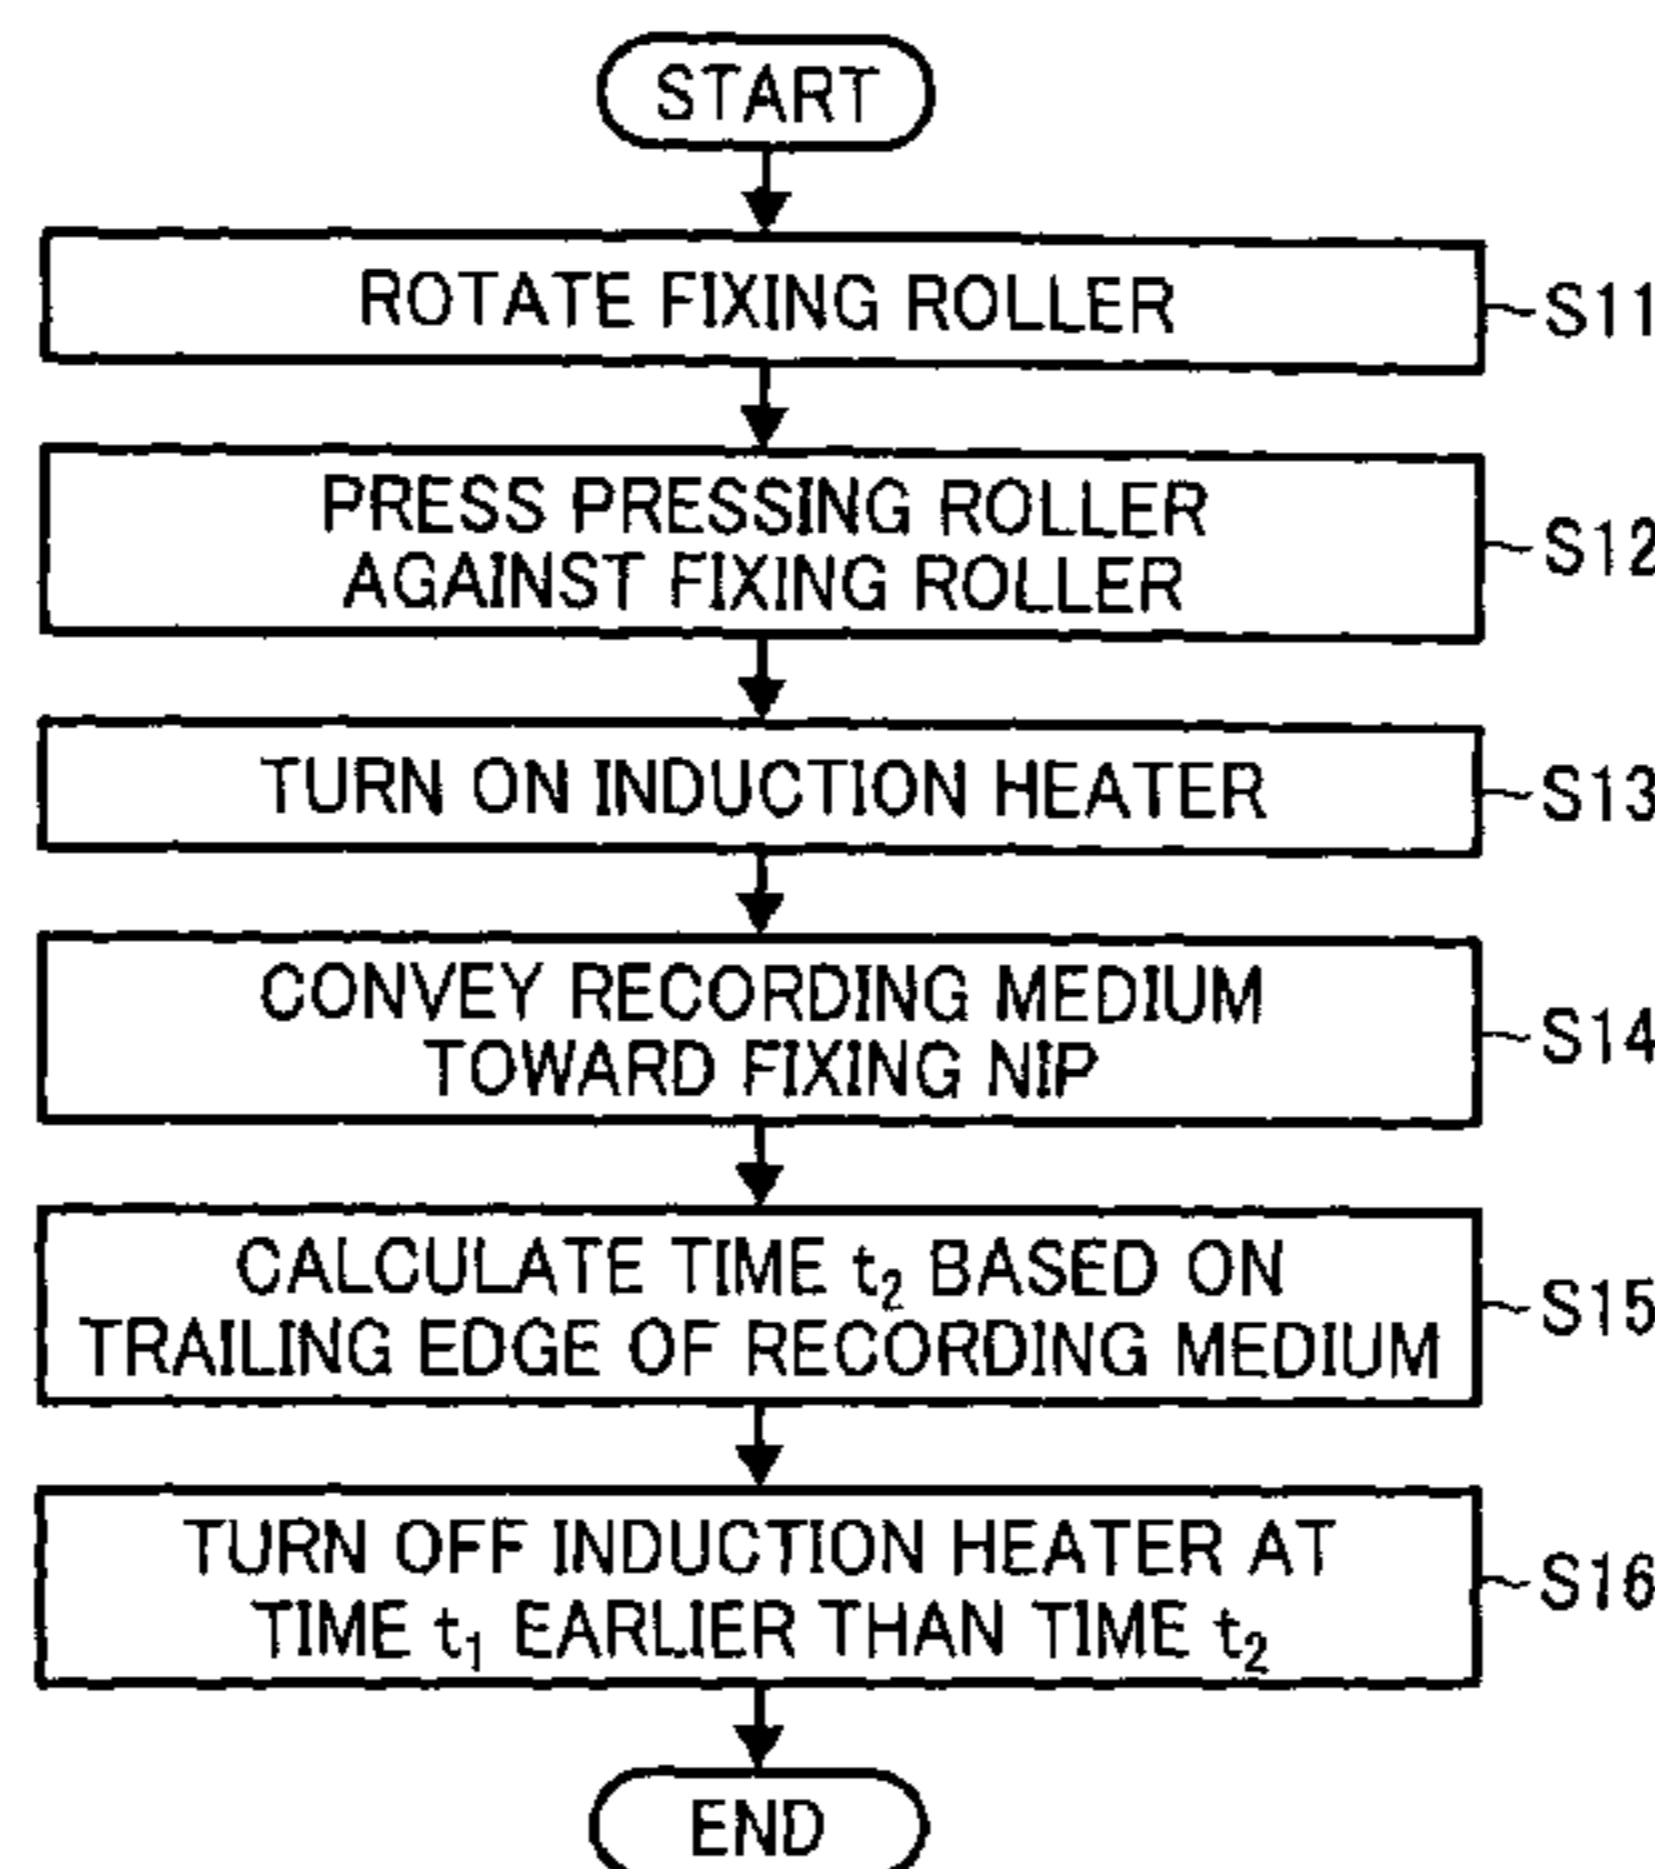 START
ROTATE FIXING ROLLER
S11
PRESS PRESSING ROLLER
AGAINST FIXING ROLLER
S12
TURN ON INDUCTION HEATER
S13
CONVEY RECORDING MEDIUM
TOWARD FIXING NIP
S14
CALCULATE TIME t₂ BASED ON
TRAILING EDGE OF RECORDING MEDIUM
S15
TURN OFF INDUCTION HEATER AT
TIME t₁ EARLIER THAN TIME t₂
S16
END